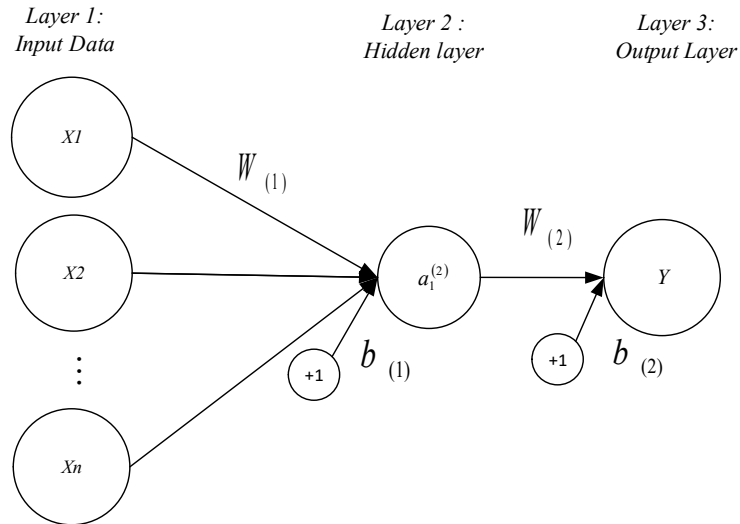 Layer 1:
Input Data
Layer 2 :
Hidden layer
Layer 3:
Output Layer
X1
W (1)
X2
a₁⁽²⁾
W (2)
Y
⋮
+1
b (1)
+1
b (2)
Xn